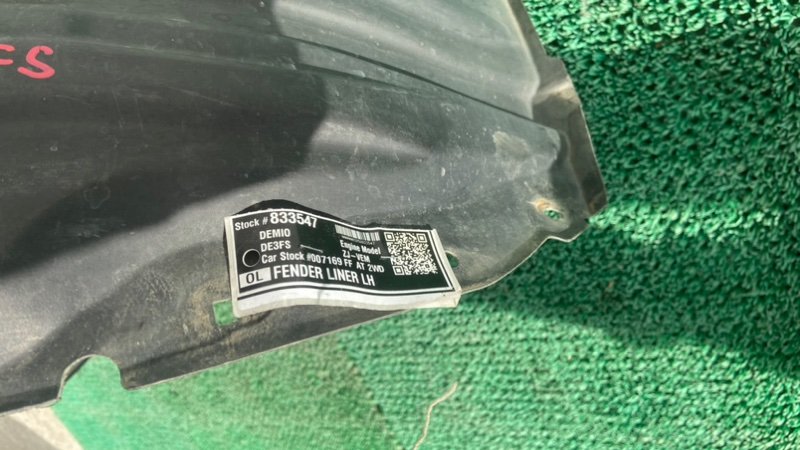 FS
Stock # 833547
DEMIO
DE3FS
Engine Model
ZJ-VEM
Car Stock #007169 FF AT 2WD
OL FENDER LINER LH